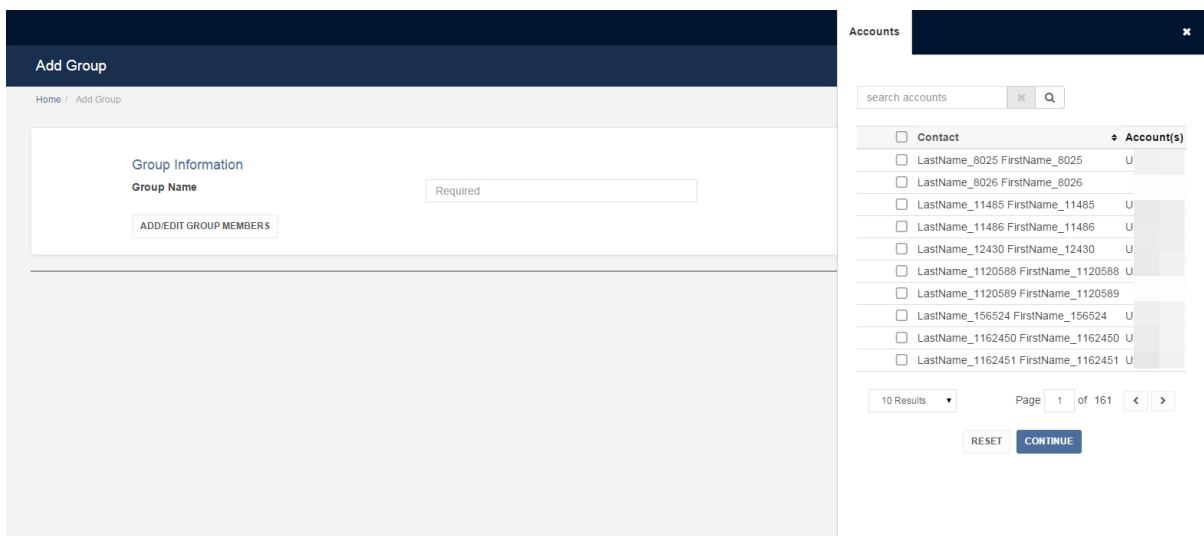 Add Group
Home / Add Group
Group Information
Group Name
Required
ADD/EDIT GROUP MEMBERS
Accounts
search accounts
Contact Account(s)
LastName_8025 FirstName_8025 U
LastName_8026 FirstName_8026
LastName_11485 FirstName_11485 U
LastName_11486 FirstName_11486 U
LastName_12430 FirstName_12430 U
LastName_1120588 FirstName_1120588 U
LastName_1120589 FirstName_1120589
LastName_156524 FirstName_156524 U
LastName_1162450 FirstName_1162450 U
LastName_1162451 FirstName_1162451 U
10 Results Page 1 of 161
RESET CONTINUE